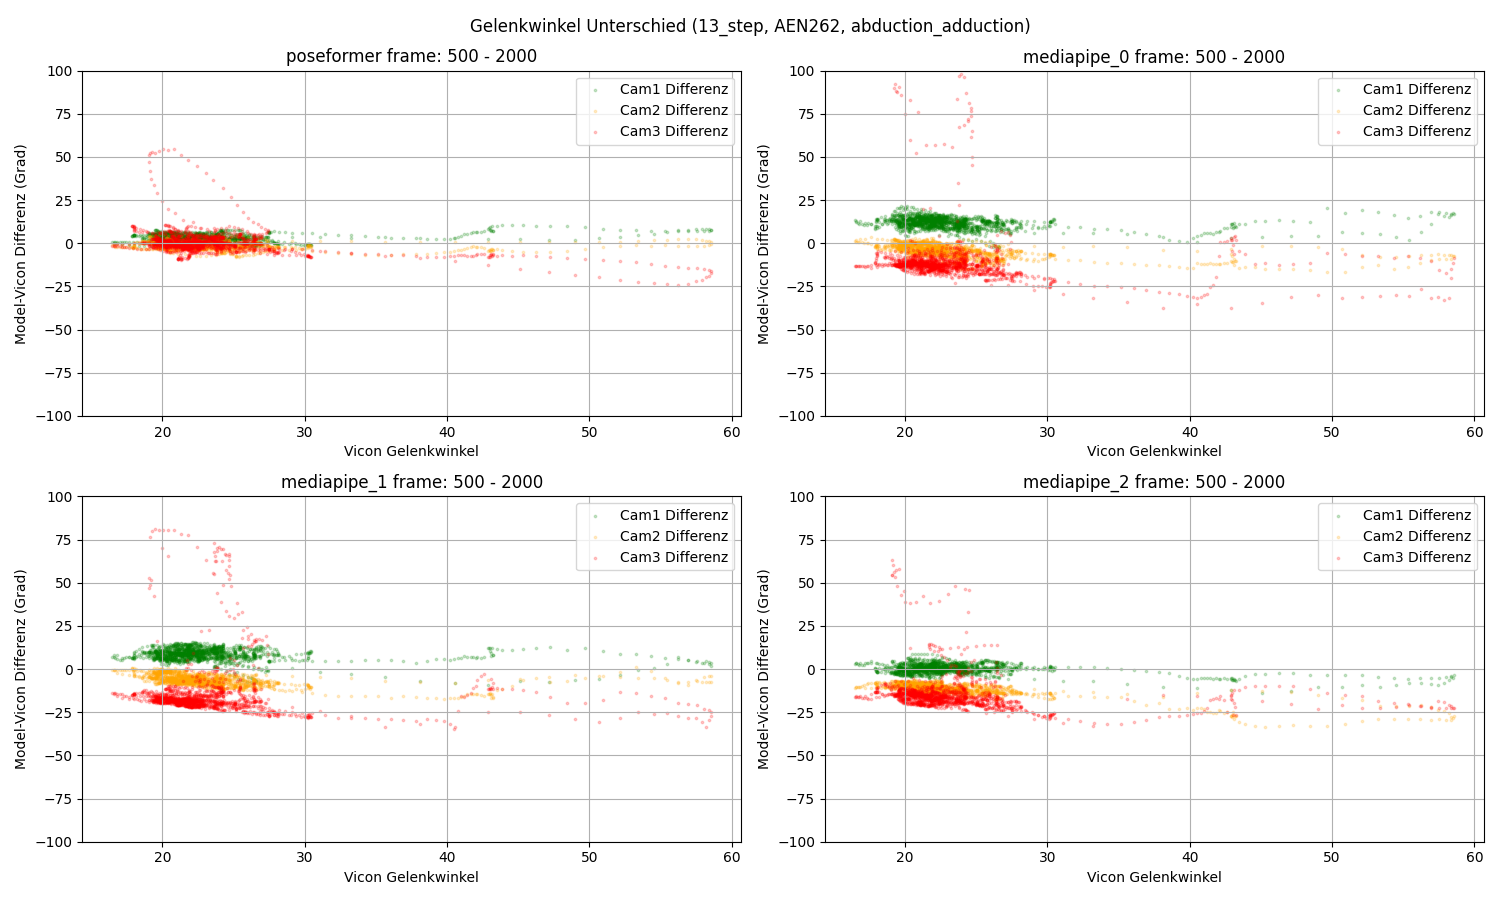 Gelenkwinkel Unterschied (13_step, AEN262, abduction_adduction)
poseformer frame: 500 - 2000
100
75
50
25
0
−25
−50
−75
−100
Model-Vicon Differenz (Grad)
Cam1 Differenz
Cam2 Differenz
Cam3 Differenz
20
30
40
50
60
Vicon Gelenkwinkel
mediapipe_0 frame: 500 - 2000
100
75
50
25
0
−25
−50
−75
−100
Model-Vicon Differenz (Grad)
Cam1 Differenz
Cam2 Differenz
Cam3 Differenz
20
30
40
50
60
Vicon Gelenkwinkel
mediapipe_1 frame: 500 - 2000
100
75
50
25
0
−25
−50
−75
−100
Model-Vicon Differenz (Grad)
Cam1 Differenz
Cam2 Differenz
Cam3 Differenz
20
30
40
50
60
Vicon Gelenkwinkel
mediapipe_2 frame: 500 - 2000
100
75
50
25
0
−25
−50
−75
−100
Model-Vicon Differenz (Grad)
Cam1 Differenz
Cam2 Differenz
Cam3 Differenz
20
30
40
50
60
Vicon Gelenkwinkel